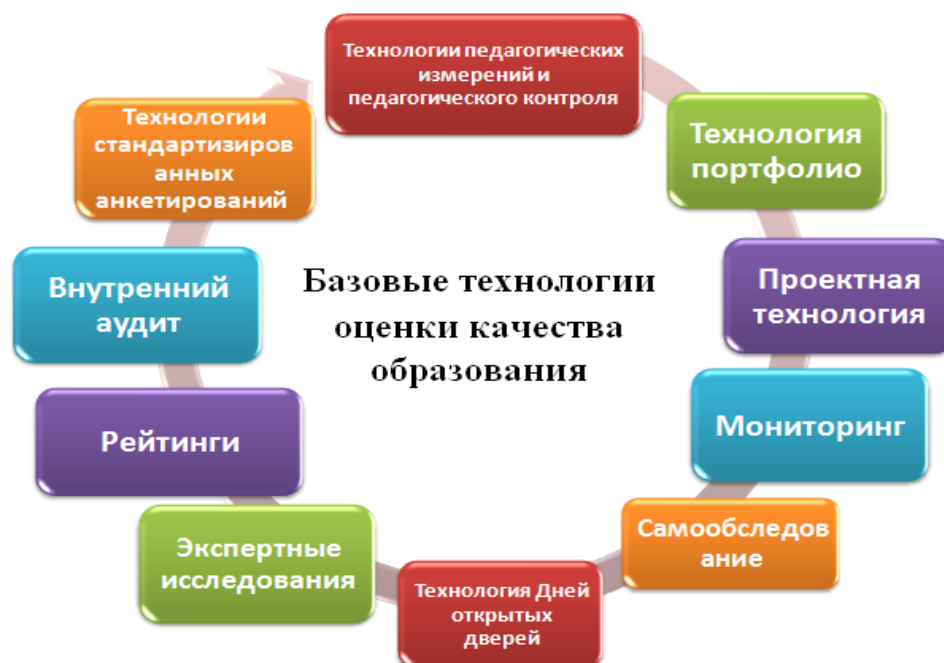 Технологии педагогических
измерений и
педагогического контроля
Технология
портфолио
Проектная
технология
Мониторинг
Самообследов
ание
Технология Дней
открытых
дверей
Экспертные
исследования
Рейтинги
Внутренний
аудит
Технологии
стандартизиров
анных
анкетирований
Базовые технологии
оценки качества
образования